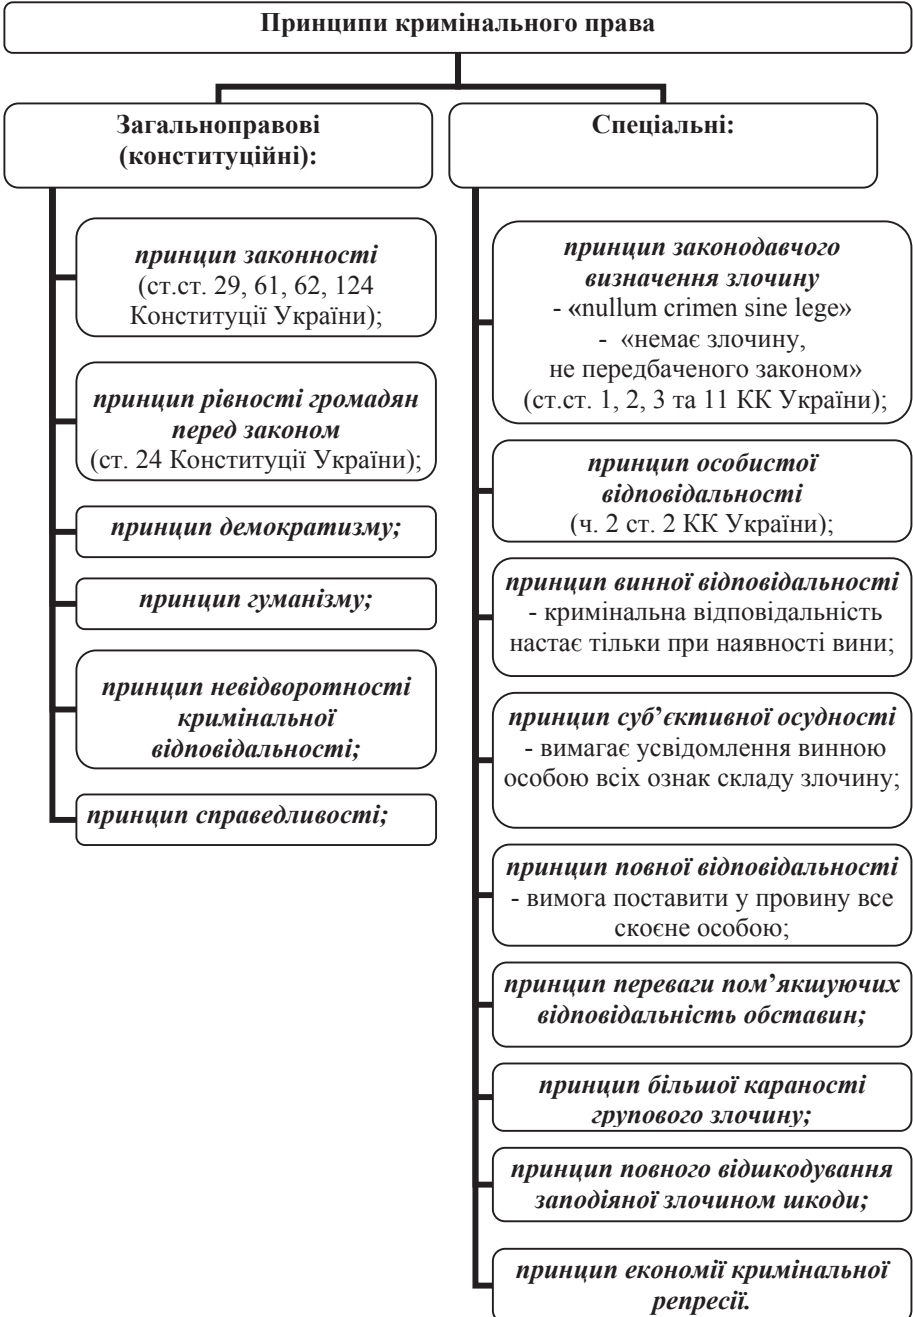 Принципи кримінального права
Загальноправові
(конституційні):
принцип законності
(ст.ст. 29, 61, 62, 124
Конституції України);
принцип рівності громадян
перед законом
(ст. 24 Конституції України);
принцип демократизму;
принцип гуманізму;
принцип невідворотності
кримінальної
відповідальності;
принцип справедливості;
Спеціальні:
принцип законодавчого
визначення злочину
- «nullum crimen sine lege»
- «немає злочину,
не передбаченого законом»
(ст.ст. 1, 2, 3 та 11 КК України);
принцип особистої
відповідальності
(ч. 2 ст. 2 КК України);
принцип винної відповідальності
- кримінальна відповідальність
настає тільки при наявності вини;
принцип суб’єктивної осудності
- вимагає усвідомлення винною
особою всіх ознак складу злочину;
принцип повної відповідальності
- вимога поставити у провину все
скоєне особою;
принцип переваги пом’якшуючих
відповідальність обставин;
принцип більшої караності
групового злочину;
принцип повного відшкодування
заподіяної злочином шкоди;
принцип економії кримінальної
репресії.